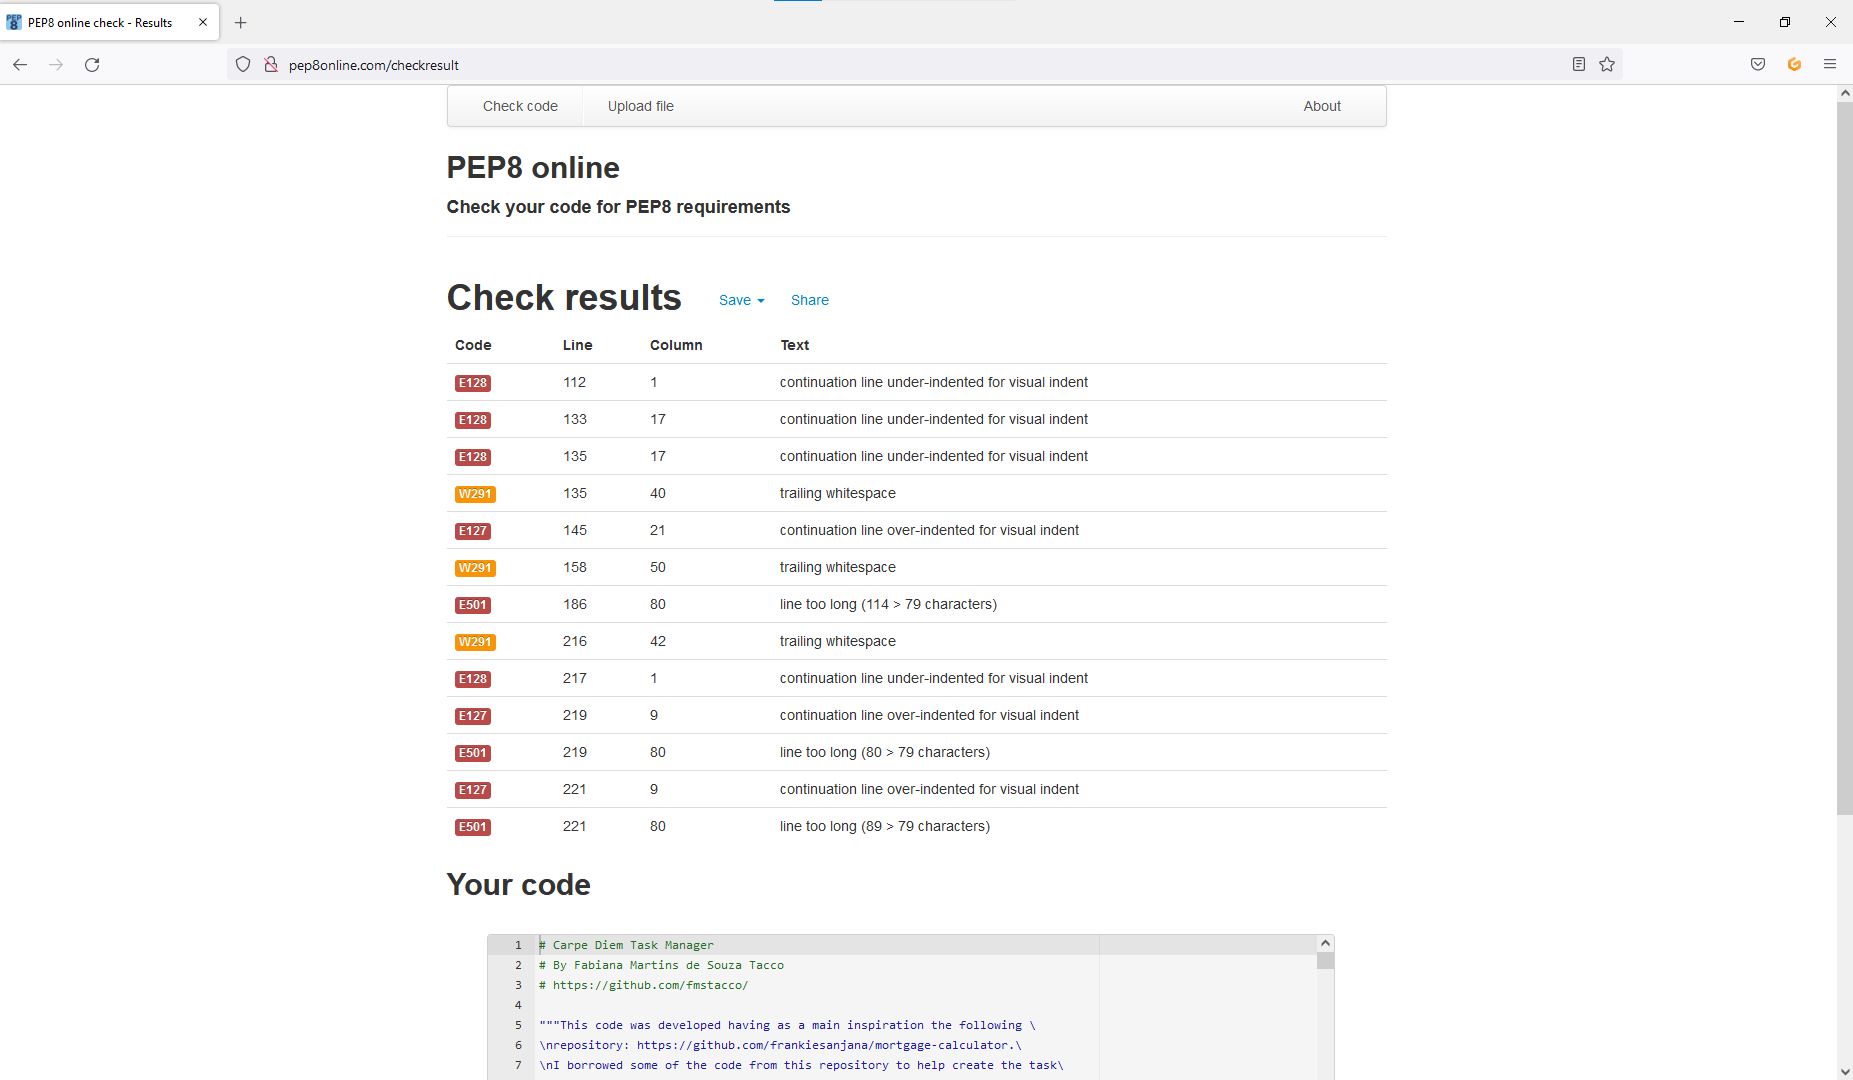 PEP8 online check - Results
pep8online.com/checkresult
Check code Upload file About
PEP8 online
Check your code for PEP8 requirements
Check results Save Share
Code Line Column Text
E128 112 1 continuation line under-indented for visual indent
E128 133 17 continuation line under-indented for visual indent
E128 135 17 continuation line under-indented for visual indent
W291 135 40 trailing whitespace
E127 145 21 continuation line over-indented for visual indent
W291 158 50 trailing whitespace
E501 186 80 line too long (114 > 79 characters)
W291 216 42 trailing whitespace
E128 217 1 continuation line under-indented for visual indent
E127 219 9 continuation line over-indented for visual indent
E501 219 80 line too long (80 > 79 characters)
E127 221 9 continuation line over-indented for visual indent
E501 221 80 line too long (89 > 79 characters)
Your code
1 # Carpe Diem Task Manager
2 # By Fabiana Martins de Souza Tacco
3 # https://github.com/fmstacco/
4
5 """This code was developed having as a main inspiration the following \
6 \nrepository: https://github.com/frankiesanjana/mortgage-calculator.\
7 \nI borrowed some of the code from this repository to help create the task\